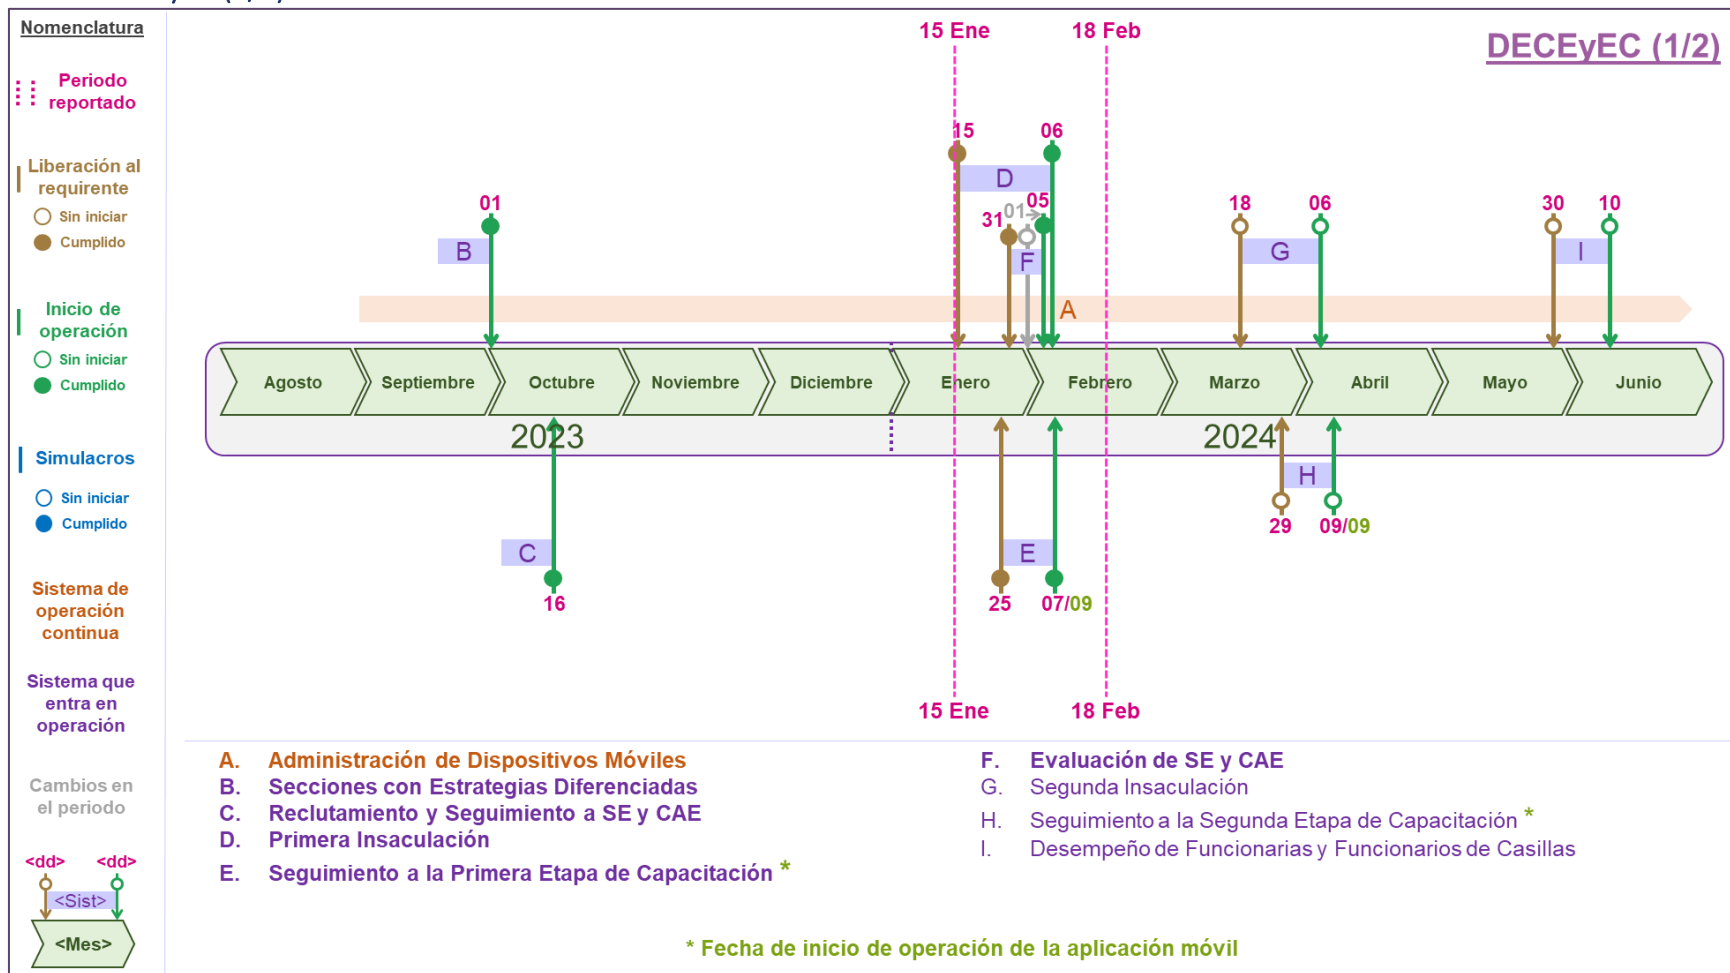 Nomenclatura
Periodo
reportado
Liberación al
requirente
Sin iniciar
Cumplido
Inicio de
operación
Sin iniciar
Cumplido
Simulacros
Sin iniciar
Cumplido
Sistema de
operación
continua
Sistema que
entra en
operación
Cambios en
el periodo
<dd> <dd>
<Sist>
<Mes>
15 Ene 18 Feb
DECEyEC (1/2)
15 06
D
01 31 01 05 18 06 30 10
B F G I
A
Agosto Septiembre Octubre Noviembre Diciembre Enero Febrero Marzo Abril Mayo Junio
2023 2024
H
29 09/09
C E
16 25 07/09
15 Ene 18 Feb
A. Administración de Dispositivos Móviles
B. Secciones con Estrategias Diferenciadas
C. Reclutamiento y Seguimiento a SE y CAE
D. Primera Insaculación
E. Seguimiento a la Primera Etapa de Capacitación *
F. Evaluación de SE y CAE
G. Segunda Insaculación
H. Seguimiento a la Segunda Etapa de Capacitación *
I. Desempeño de Funcionarias y Funcionarios de Casillas
* Fecha de inicio de operación de la aplicación móvil